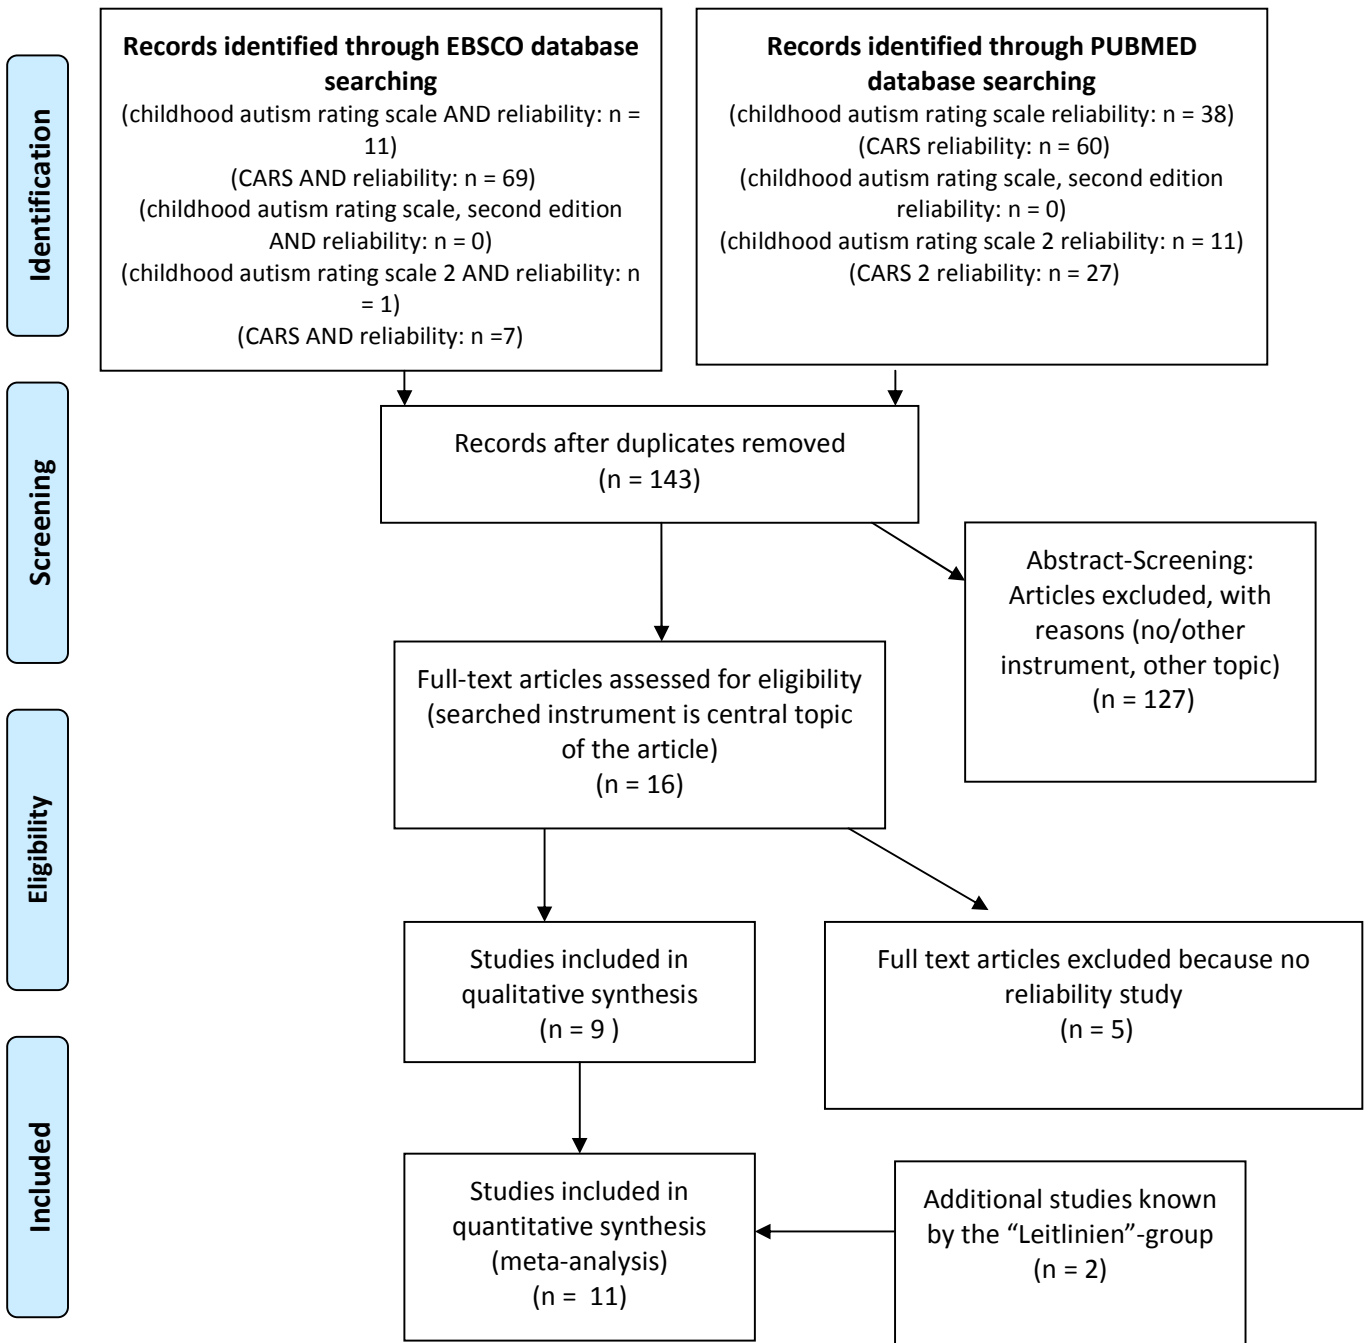 Identification
Records identified through EBSCO database
searching
(childhood autism rating scale AND reliability: n =
11)
(CARS AND reliability: n = 69)
(childhood autism rating scale, second edition
AND reliability: n = 0)
(childhood autism rating scale 2 AND reliability: n
= 1)
(CARS AND reliability: n =7)
Records identified through PUBMED
database searching
(childhood autism rating scale reliability: n = 38)
(CARS reliability: n = 60)
(childhood autism rating scale, second edition
reliability: n = 0)
(childhood autism rating scale 2 reliability: n = 11)
(CARS 2 reliability: n = 27)
Screening
Records after duplicates removed
(n = 143)
Abstract-Screening:
Articles excluded, with
reasons (no/other
instrument, other topic)
(n = 127)
Full-text articles assessed for eligibility
(searched instrument is central topic
of the article)
(n = 16)
Eligibility
Studies included in
qualitative synthesis
(n = 9 )
Full text articles excluded because no
reliability study
(n = 5)
Included
Studies included in
quantitative synthesis
(meta-analysis)
(n =  11)
Additional studies known
by the “Leitlinien”-group
(n = 2)